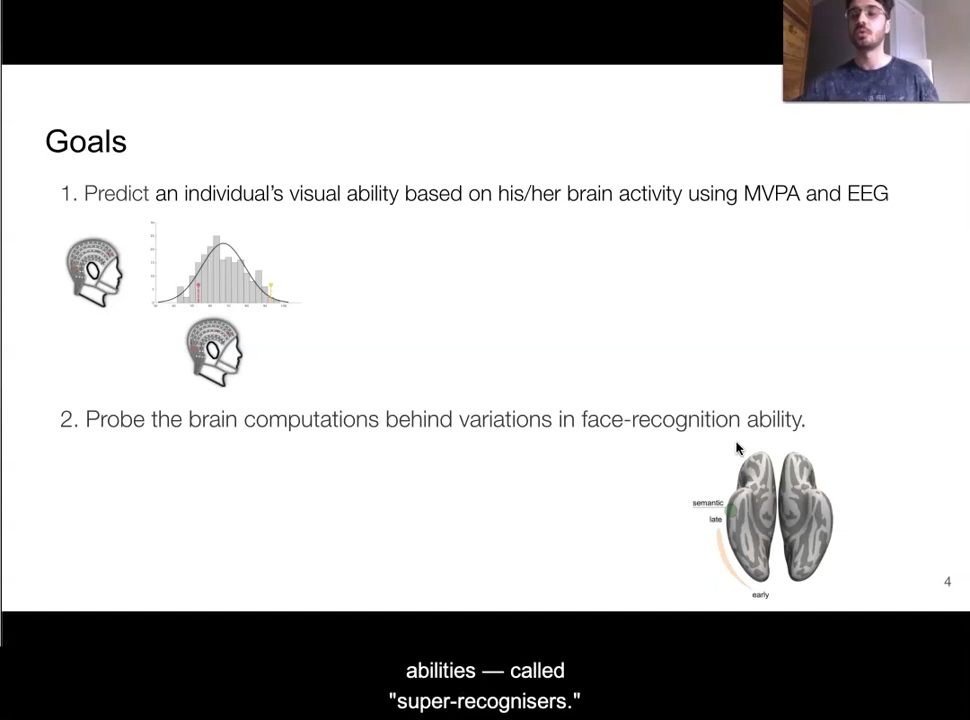 Goals
1. Predict an individual's visual ability based on his/her brain activity using MVPA and EEG
2. Probe the brain computations behind variations in face-recognition ability.
semantic
late
early
4
abilities — called
"super-recognisers."